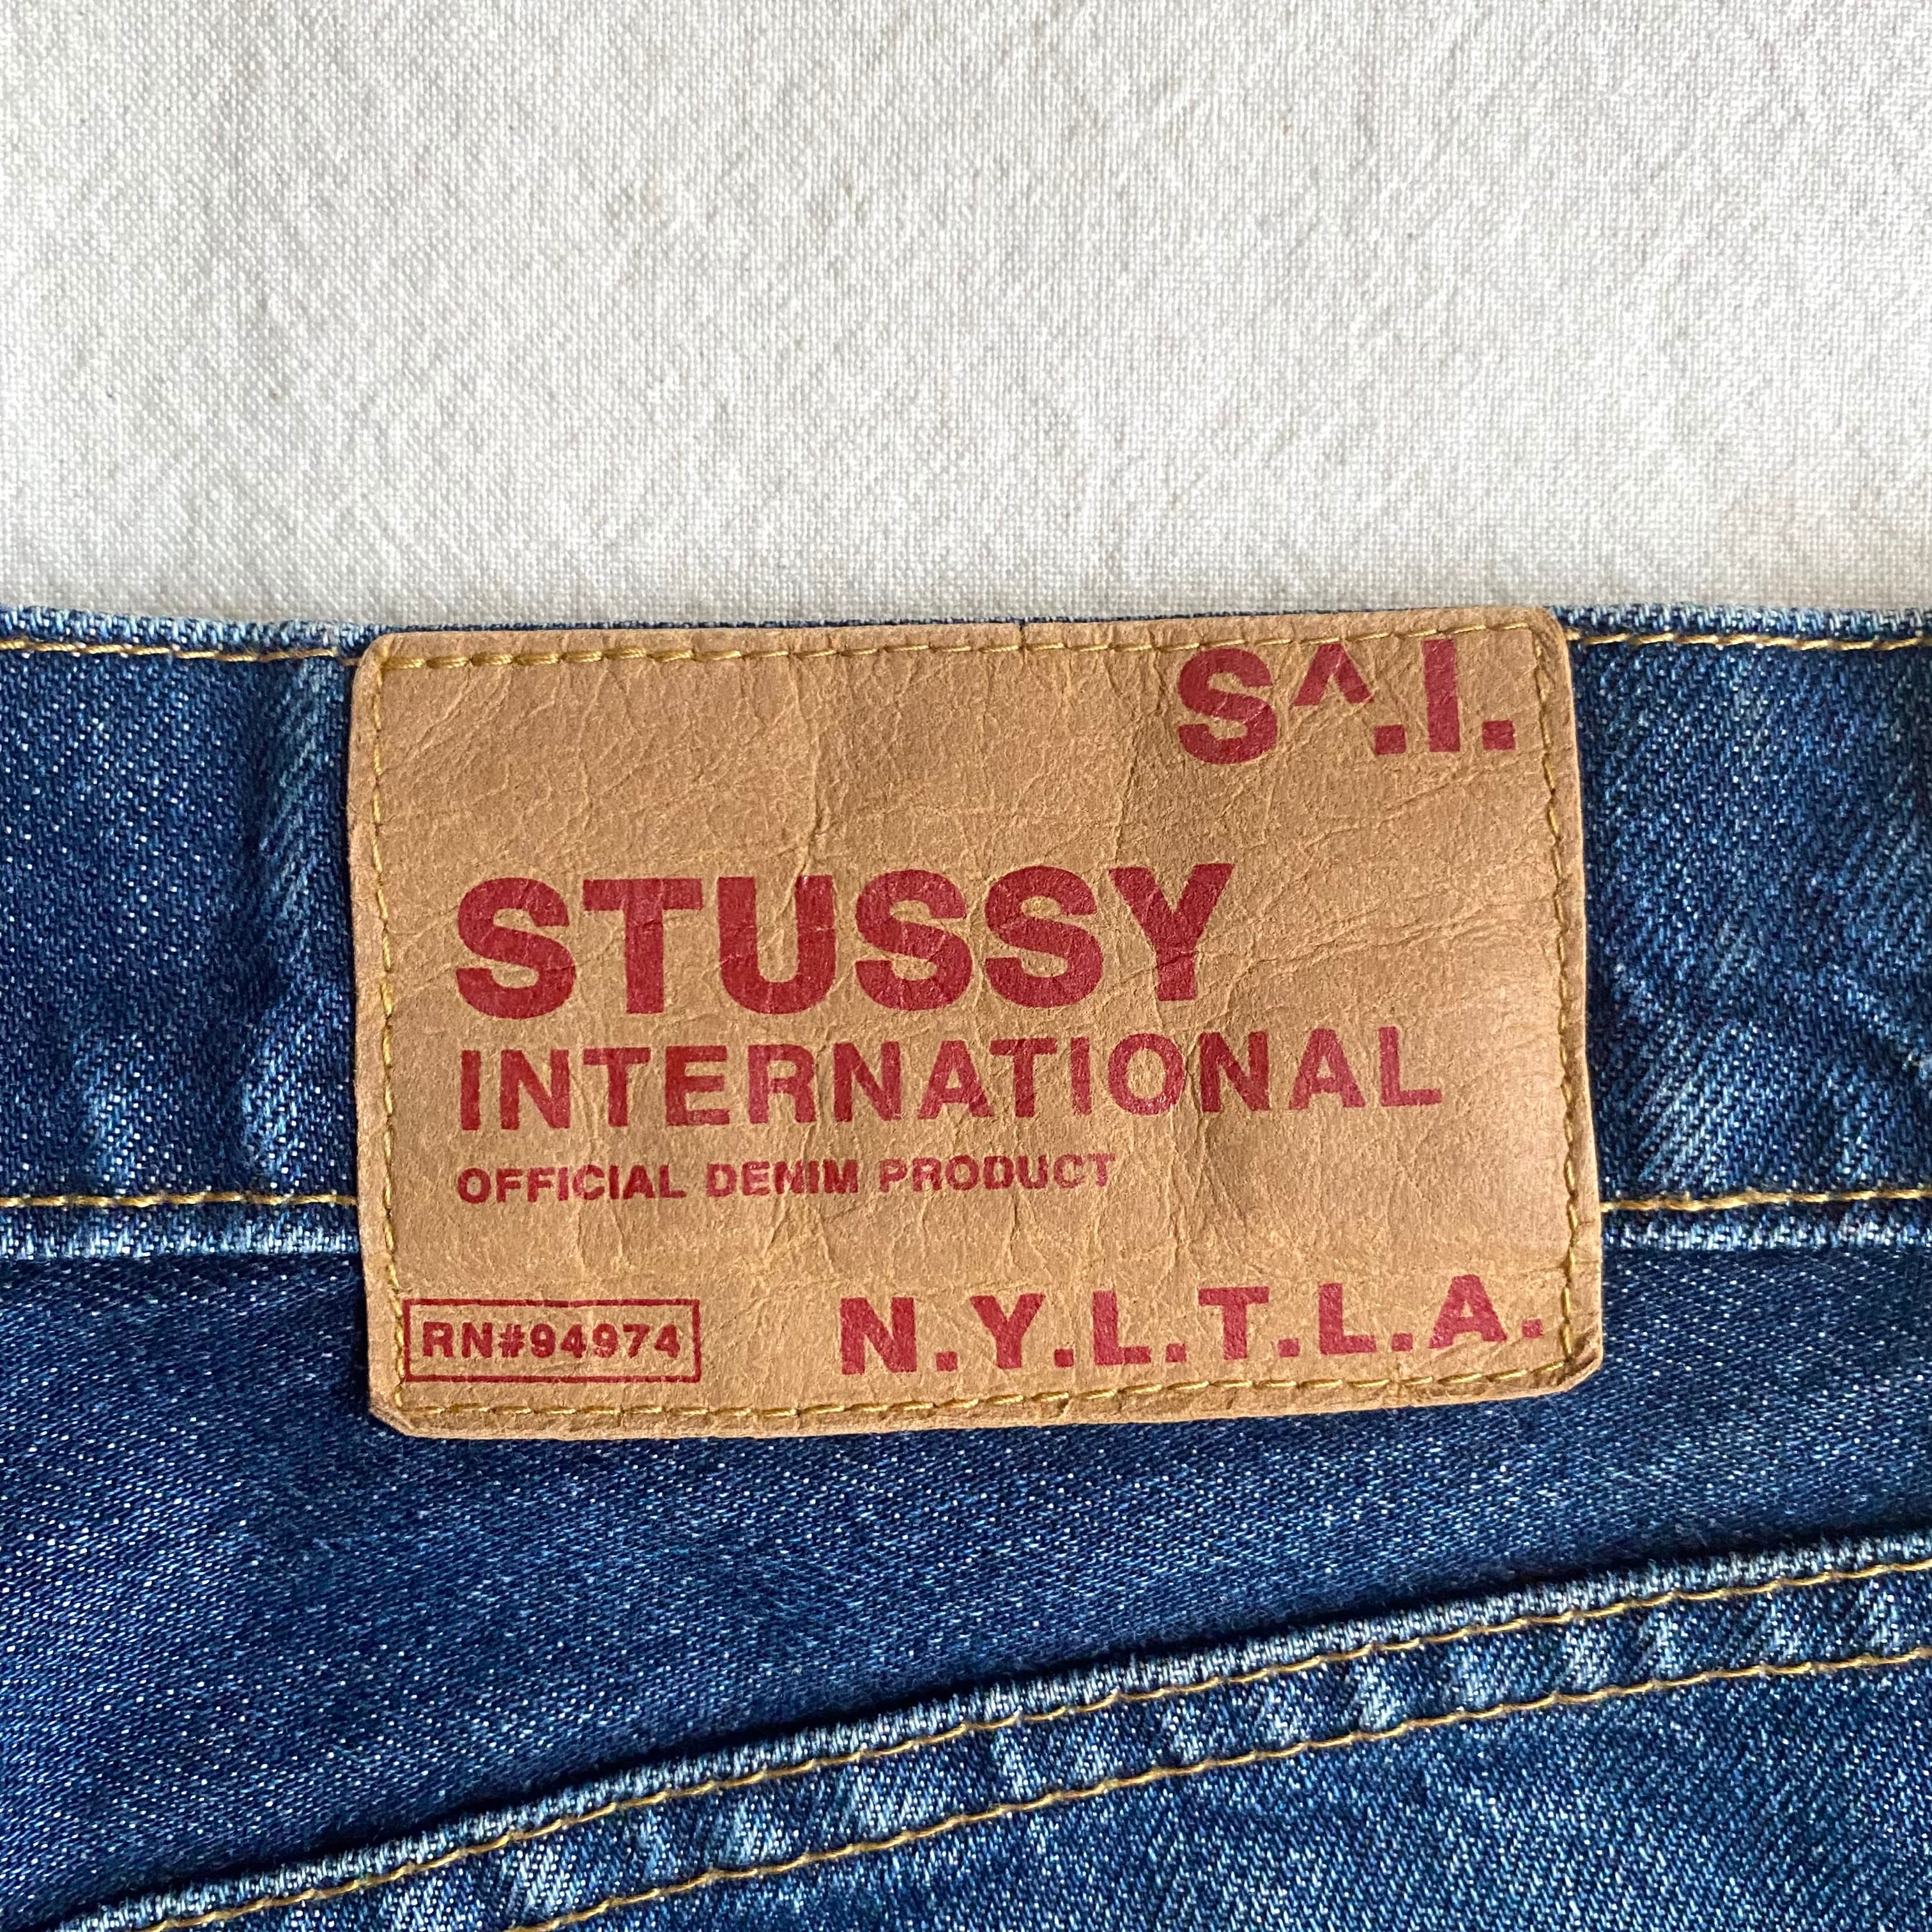 S^.I.
STUSSY
INTERNATIONAL
OFFICIAL DENIM PRODUCT
RN#94974
N.Y.L.T.L.A.